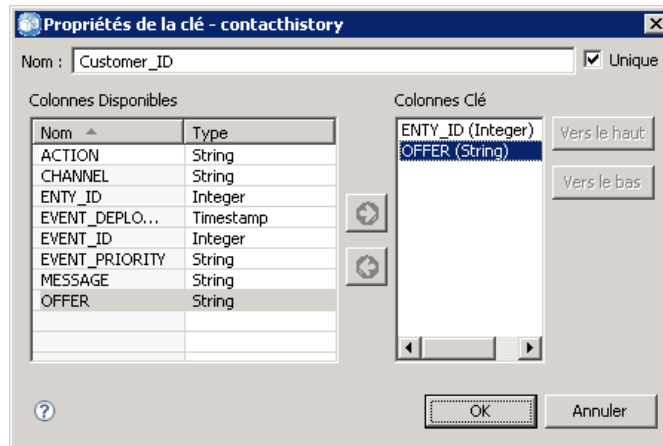 Propriétés de la clé - contacthistory
Nom : Customer_ID Unique
Colonnes Disponibles Colonnes Clé
Nom Type
ACTION String
CHANNEL String
ENTY_ID Integer
EVENT_DEPLO... Timestamp
EVENT_ID Integer
EVENT_PRIORITY String
MESSAGE String
OFFER String
ENTY_ID (Integer)
OFFER (String)
Vers le haut
Vers le bas
OK Annuler